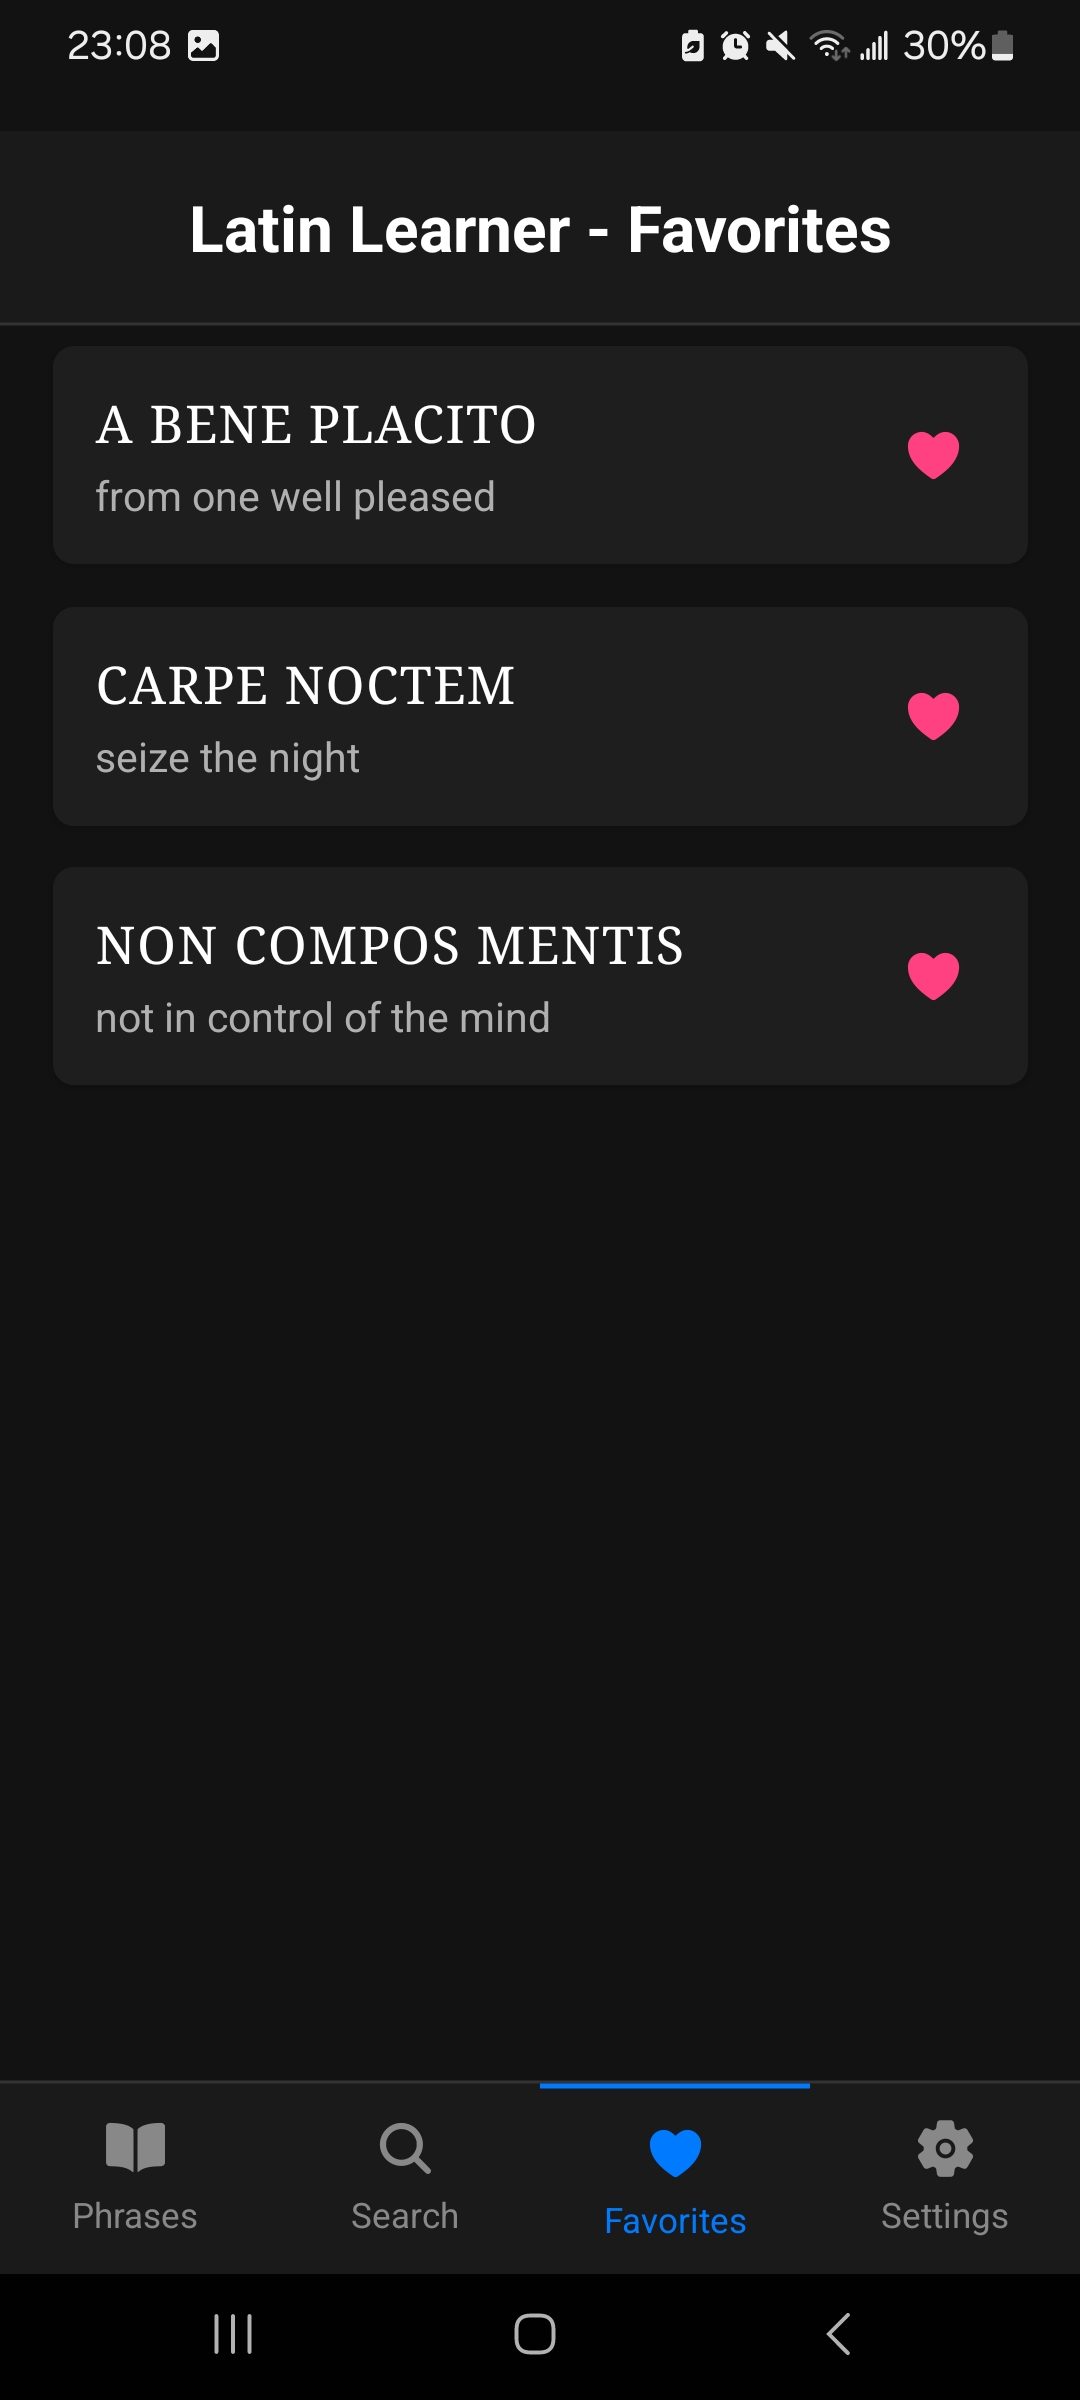 23:08 30%
Latin Learner - Favorites
A BENE PLACITO
from one well pleased
CARPE NOCTEM
seize the night
NON COMPOS MENTIS
not in control of the mind
Phrases Search Favorites Settings